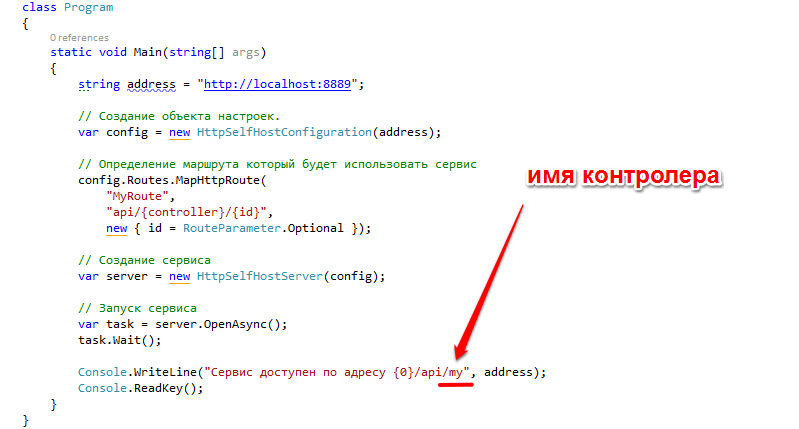 class Program
{
0 references
static void Main(string[] args)
{
string address = "http://localhost:8889";
// Создание объекта настроек.
var config = new HttpSelfHostConfiguration(address);
// Определение маршрута который будет использовать сервис
config.Routes.MapHttpRoute(
"MyRoute",
"api/{controller}/{id}",
new { id = RouteParameter.Optional });
имя контролера
// Создание сервиса
var server = new HttpSelfHostServer(config);
// Запуск сервиса
var task = server.OpenAsync();
task.Wait();
Console.WriteLine("Сервис доступен по адресу {0}/api/my", address);
Console.ReadKey();
}
}